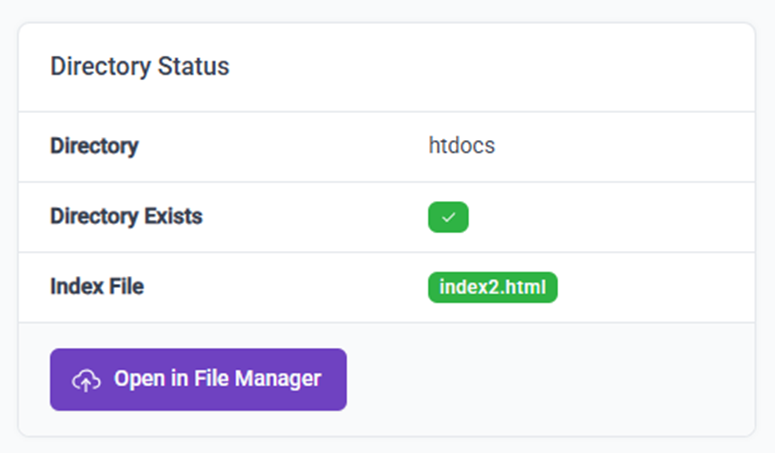 Directory Status
Directory htdocs
Directory Exists
Index File index2.html
Open in File Manager